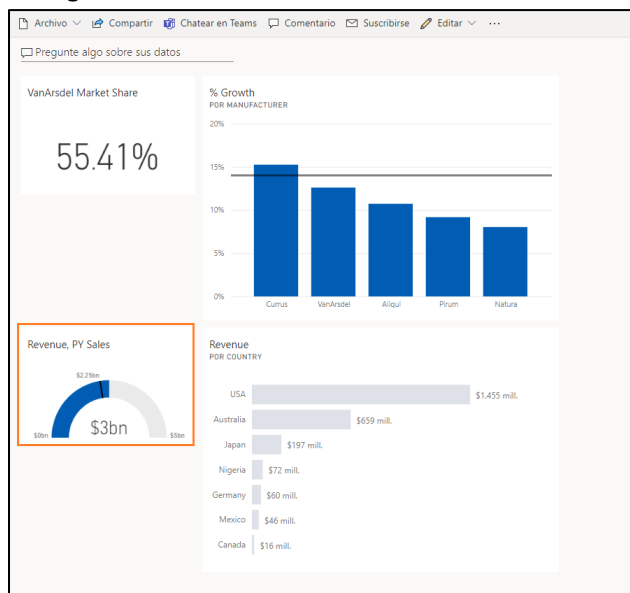 Archivo Compartir Chatear en Teams Comentario Suscribirse Editar ...
Pregunte algo sobre sus datos
VanArsdel Market Share
55.41%
% Growth
POR MANUFACTURER
20%
15%
10%
5%
0%
Currus VanArsdel Aliqui Pirum Natura
Revenue, PY Sales
$2.25bn
$0bn $3bn $5bn
Revenue
POR COUNTRY
USA $1.455 mill.
Australia $659 mill.
Japan $197 mill.
Nigeria $72 mill.
Germany $60 mill.
Mexico $46 mill.
Canada $16 mill.